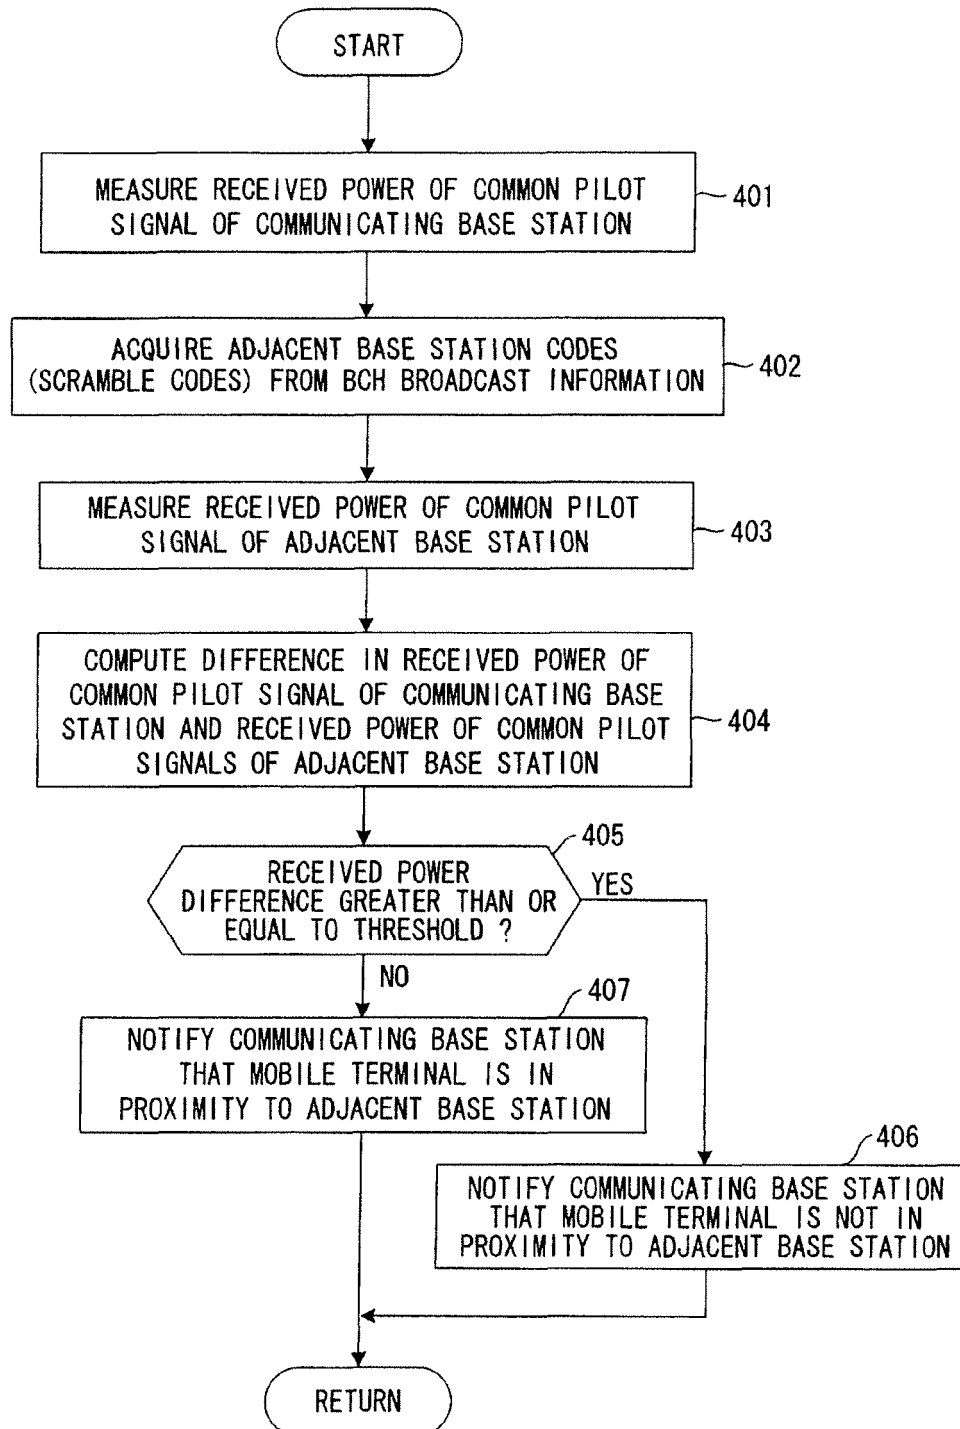 START
MEASURE RECEIVED POWER OF COMMON PILOT
SIGNAL OF COMMUNICATING BASE STATION
401
ACQUIRE ADJACENT BASE STATION CODES
(SCRAMBLE CODES) FROM BCH BROADCAST INFORMATION
402
MEASURE RECEIVED POWER OF COMMON PILOT
SIGNAL OF ADJACENT BASE STATION
403
COMPUTE DIFFERENCE IN RECEIVED POWER OF
COMMON PILOT SIGNAL OF COMMUNICATING BASE
STATION AND RECEIVED POWER OF COMMON PILOT
SIGNALS OF ADJACENT BASE STATION
404
405
RECEIVED POWER
DIFFERENCE GREATER THAN OR
EQUAL TO THRESHOLD ?
YES
NO
407
NOTIFY COMMUNICATING BASE STATION
THAT MOBILE TERMINAL IS IN
PROXIMITY TO ADJACENT BASE STATION
406
NOTIFY COMMUNICATING BASE STATION
THAT MOBILE TERMINAL IS NOT IN
PROXIMITY TO ADJACENT BASE STATION
RETURN